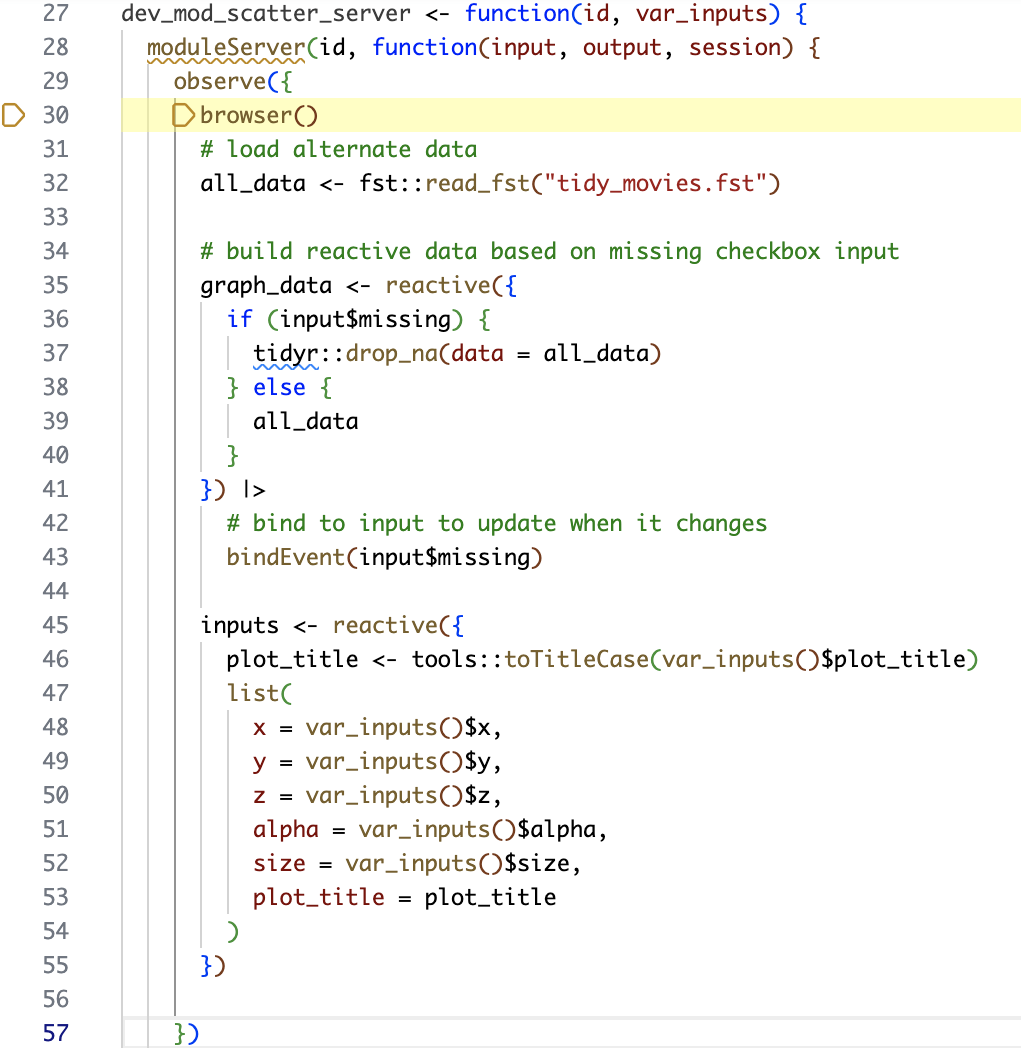 27 dev_mod_scatter_server <- function(id, var_inputs) {
28   moduleServer(id, function(input, output, session) {
29     observe({
30       browser()
31       # load alternate data
32       all_data <- fst::read_fst("tidy_movies.fst")
33
34       # build reactive data based on missing checkbox input
35       graph_data <- reactive({
36         if (input$missing) {
37           tidyr::drop_na(data = all_data)
38         } else {
39           all_data
40         }
41       }) |>
42         # bind to input to update when it changes
43         bindEvent(input$missing)
44
45       inputs <- reactive({
46         plot_title <- tools::toTitleCase(var_inputs()$plot_title)
47         list(
48           x = var_inputs()$x,
49           y = var_inputs()$y,
50           z = var_inputs()$z,
51           alpha = var_inputs()$alpha,
52           size = var_inputs()$size,
53           plot_title = plot_title
54         )
55       })
56
57     })